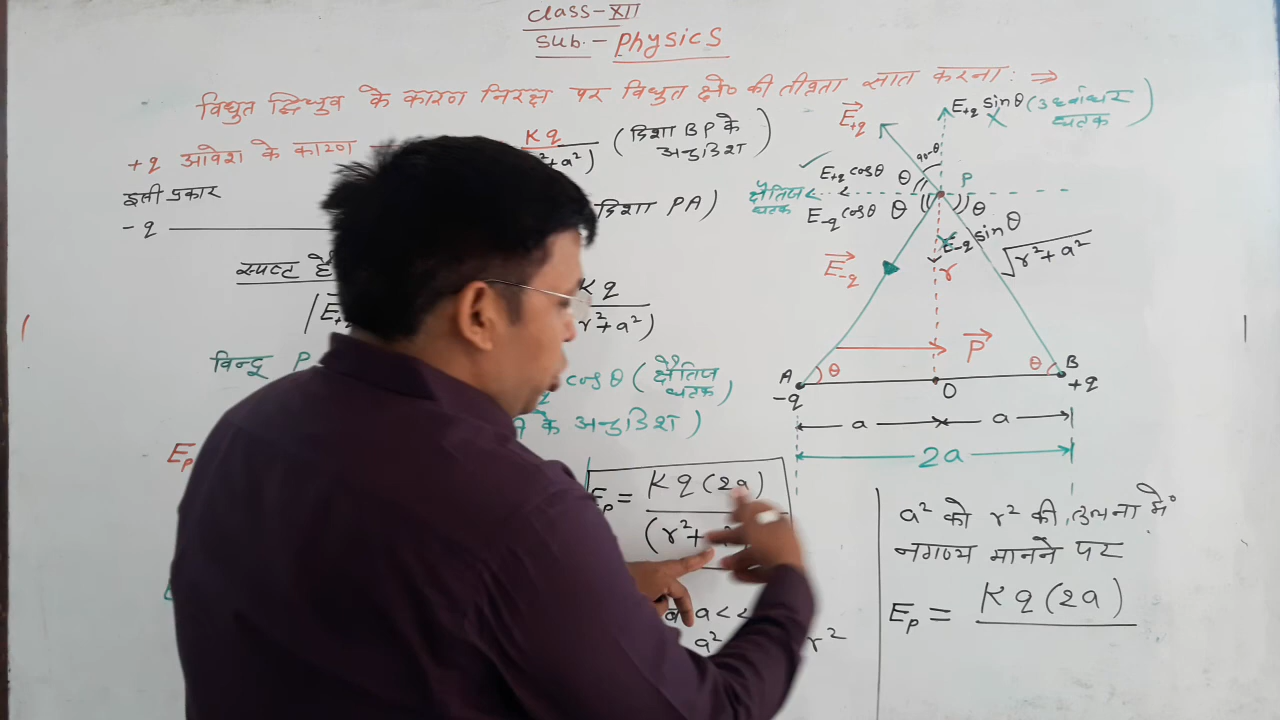 class-XII
sub.- Physics
विधुत द्विध्रुव के कारण निरक्ष पर विधुत क्षे० की तीव्रता ज्ञात करना: ⇒
+q आवेश के कारण
Kq
²+a²)
(दिशा BP के
अनुदिश)
इसी प्रकार
-q
दिशा PA)
स्पष्ट है
Kq
r²+a²)
विन्दु P
cosθ (क्षैतिज
घटक)
के अनुदिश)
Ep
Ep = Kq(2a)
(r²+
a<<
a²
r²
E+q
E+q sinθ (उर्ध्वाधर
घटक)
90-θ
E+q cosθ θ P
क्षैतिज
घटक
E-q cosθ θ θ
E-q sinθ
√r²+a²
E-q
r
P
A θ θ B
-q O +q
a a
2a
a² को r² की तुलना में
नगण्य मानने पर
Ep = Kq(2a)